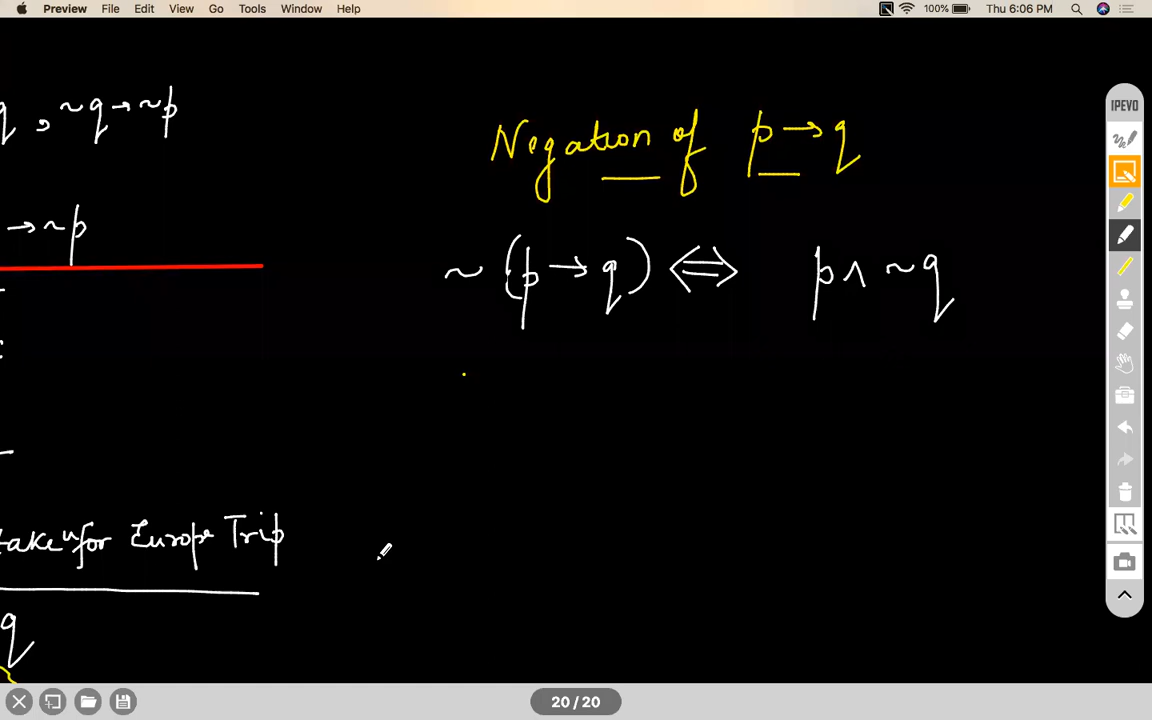 Preview File Edit View Go Tools Window Help 100% Thu 6:06 PM
IPEVO
q , ~q → ~p
→ ~p
Negation of p → q
~ (p → q) ⇔ p ∧ ~q
taken for Europe Trip
q
20 / 20